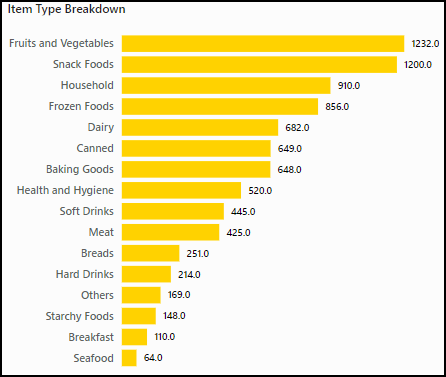 Item Type Breakdown
Fruits and Vegetables 1232.0
Snack Foods 1200.0
Household 910.0
Frozen Foods 856.0
Dairy 682.0
Canned 649.0
Baking Goods 648.0
Health and Hygiene 520.0
Soft Drinks 445.0
Meat 425.0
Breads 251.0
Hard Drinks 214.0
Others 169.0
Starchy Foods 148.0
Breakfast 110.0
Seafood 64.0